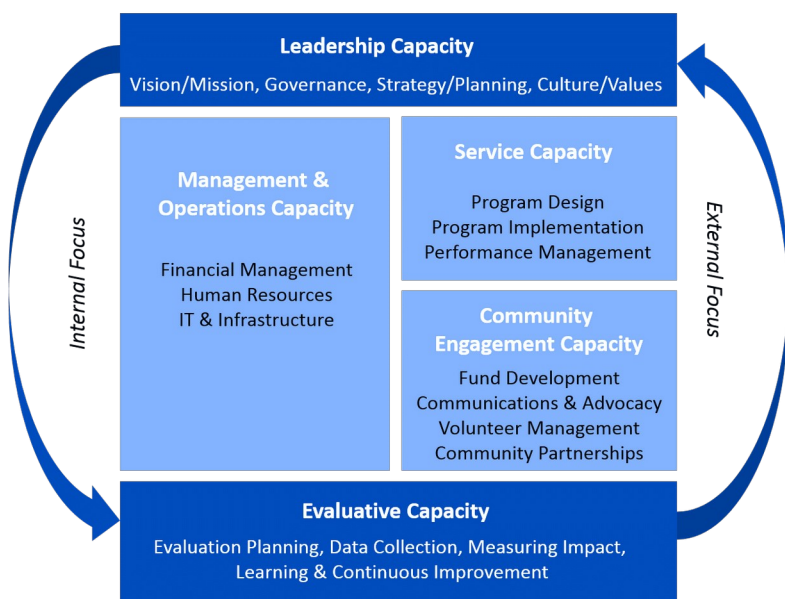 Leadership Capacity
Vision/Mission, Governance, Strategy/Planning, Culture/Values
Internal Focus
Management &
Operations Capacity
Financial Management
Human Resources
IT & Infrastructure
Service Capacity
Program Design
Program Implementation
Performance Management
Community
Engagement Capacity
Fund Development
Communications & Advocacy
Volunteer Management
Community Partnerships
External Focus
Evaluative Capacity
Evaluation Planning, Data Collection, Measuring Impact,
Learning & Continuous Improvement